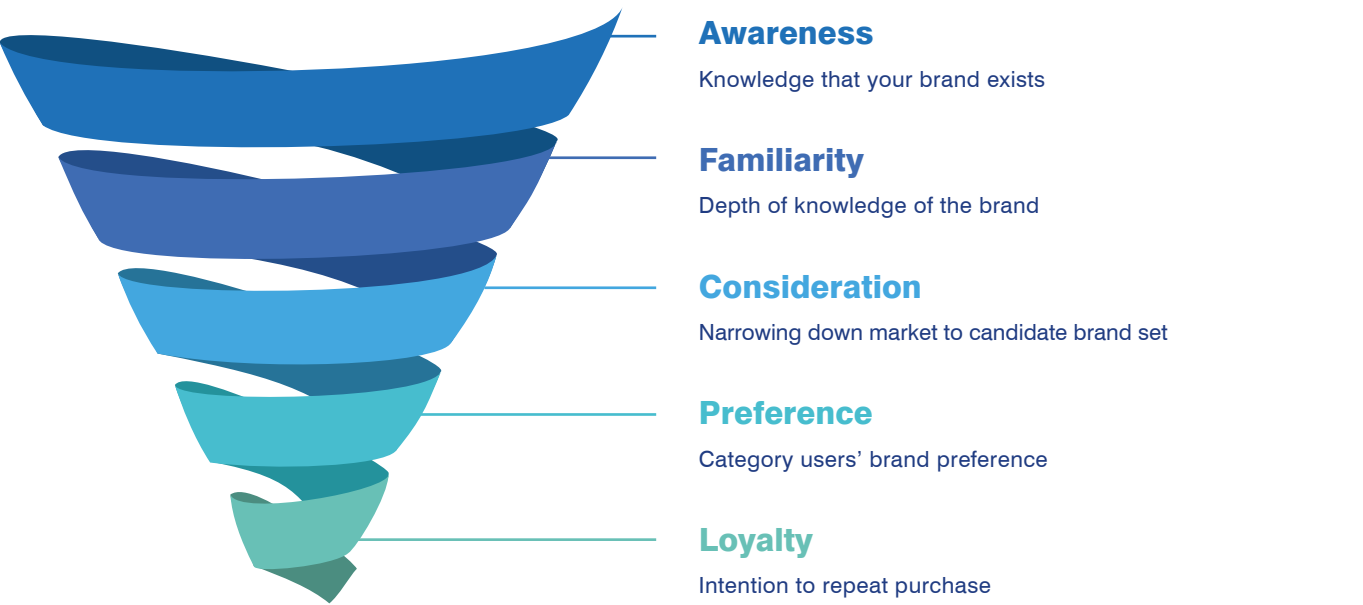 Awareness
Knowledge that your brand exists
Familiarity
Depth of knowledge of the brand
Consideration
Narrowing down market to candidate brand set
Preference
Category users’ brand preference
Loyalty
Intention to repeat purchase